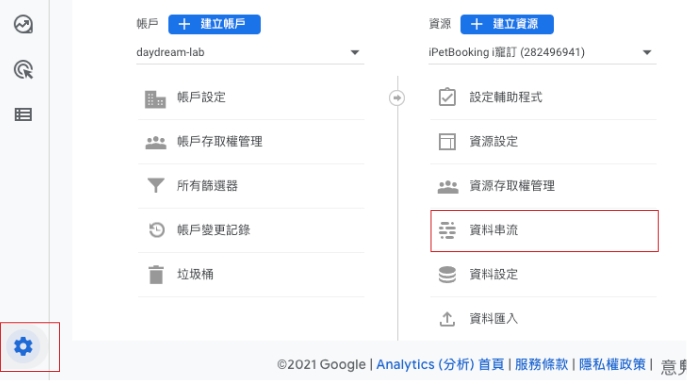 帳戶 + 建立帳戶
daydream-lab
帳戶設定
帳戶存取權管理
所有篩選器
帳戶變更記錄
垃圾桶
資源 + 建立資源
iPetBooking i寵訂 (282496941)
設定輔助程式
資源設定
資源存取權管理
資料串流
資料設定
資料匯入
©2021 Google | Analytics (分析) 首頁 | 服務條款 | 隱私權政策 | 意